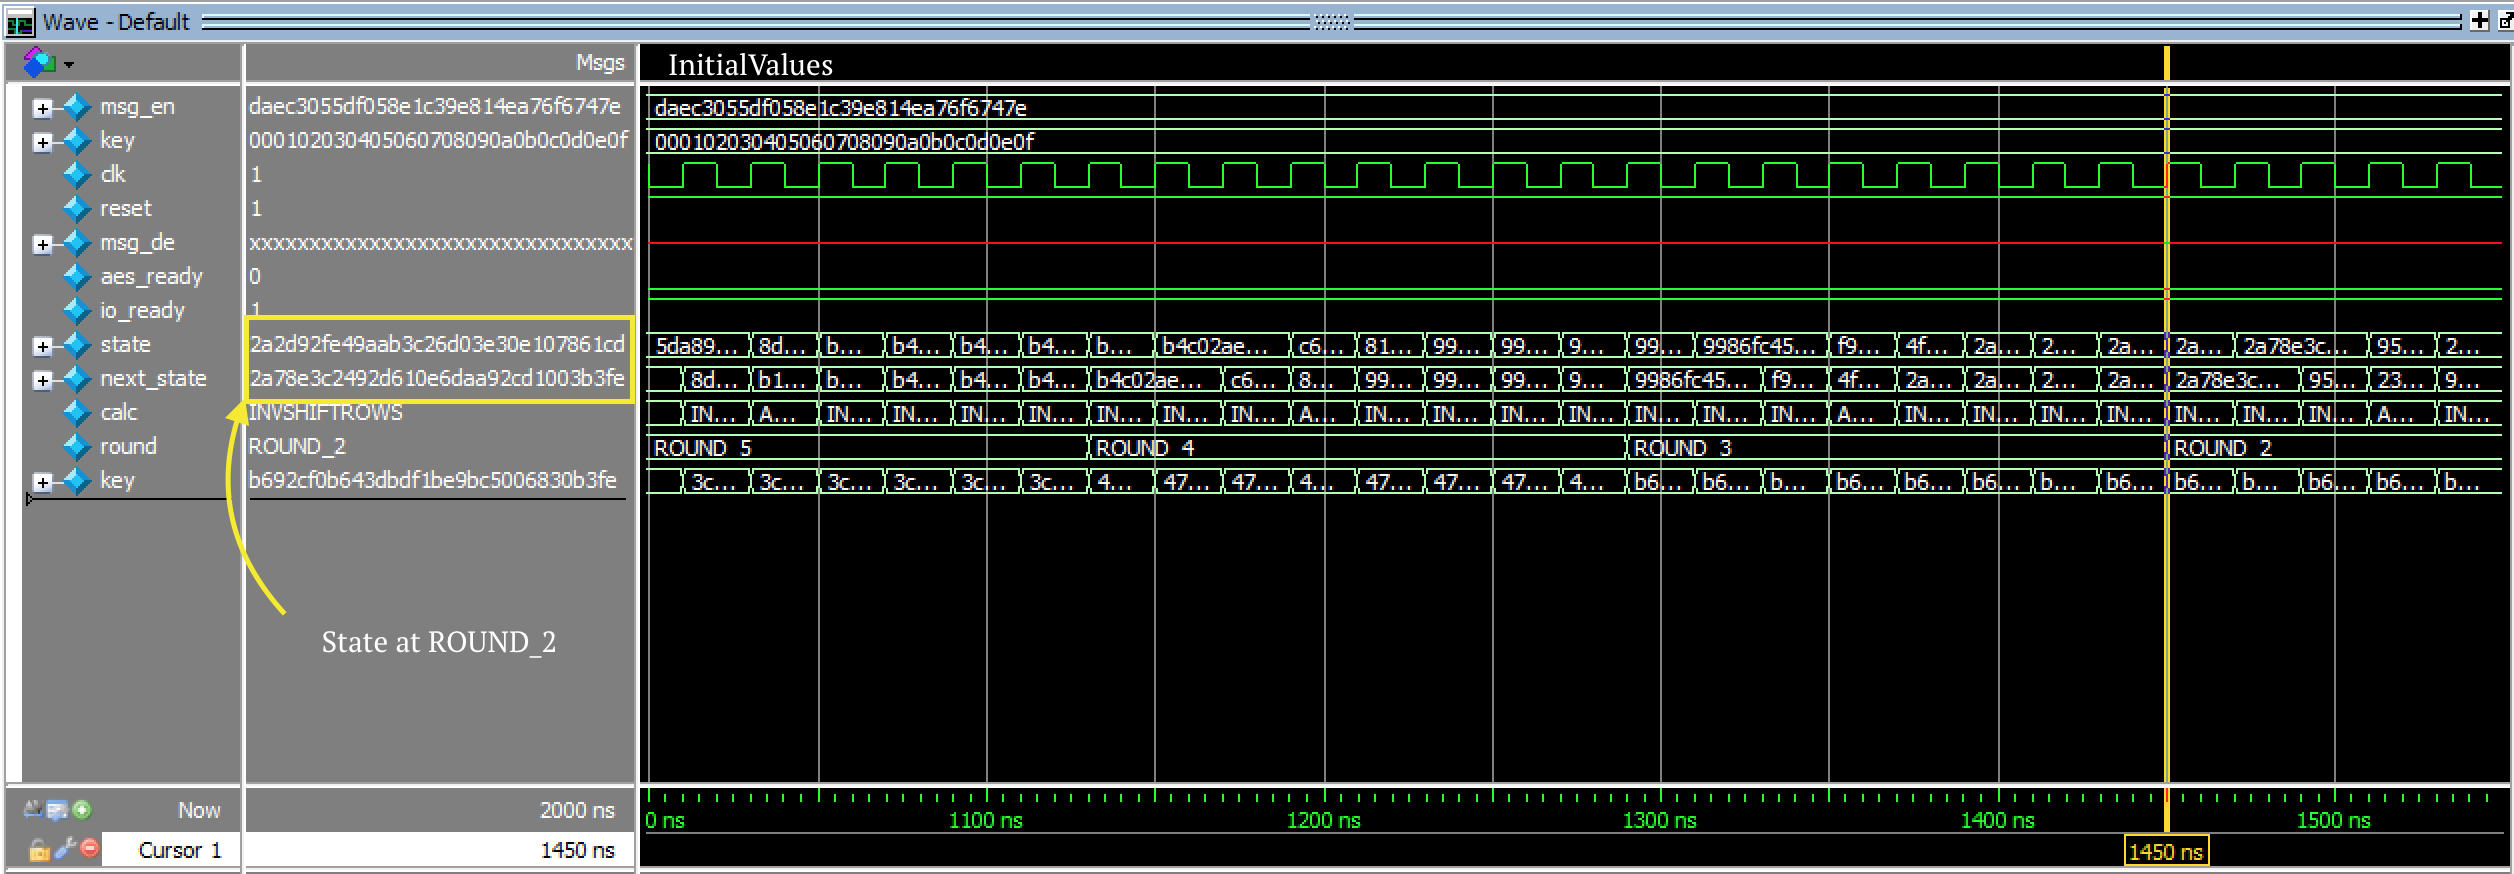 Wave - Default
Msgs
InitialValues
msg_en daec3055df058e1c39e814ea76f6747e daec3055df058e1c39e814ea76f6747e
key 000102030405060708090a0b0c0d0e0f 000102030405060708090a0b0c0d0e0f
clk 1
reset 1
msg_de xxxxxxxxxxxxxxxxxxxxxxxxxxxxxxxx
aes_ready 0
io_ready 1
state 2a2d92fe49aab3c26d03e30e107861cd 5da89... 8d... b... b4... b4... b4... b... b4c02ae... c6... 81... 99... 99... 9... 99... 9986fc45... f9... 4f... 2a... 2... 2a... 2a... 2a78e3c... 95... 2...
next_state 2a78e3c2492d610e6daa92cd1003b3fe 8d... b1... b... b4... b4... b4... b4c02ae... c6... 8... 99... 99... 99... 9... 9986fc45... f9... 4f... 2a... 2a... 2... 2a... 2a78e3c... 95... 23... 9...
calc INVSHIFTROWS IN... A... IN... IN... IN... IN... IN... IN... IN... A... IN... IN... IN... IN... IN... IN... IN... A... IN... IN... IN... IN... IN... IN... IN... A... IN...
round ROUND_2 ROUND_5 ROUND_4 ROUND_3 ROUND_2
key b692cf0b643dbdf1be9bc5006830b3fe 3c... 3c... 3c... 3c... 3c... 3c... 4... 47... 47... 4... 47... 47... 47... 4... b6... b6... b... b6... b6... b6... b... b6... b6... b... b6... b6... b...
State at ROUND_2
Now 2000 ns
0 ns 1100 ns 1200 ns 1300 ns 1400 ns 1500 ns
Cursor 1 1450 ns 1450 ns